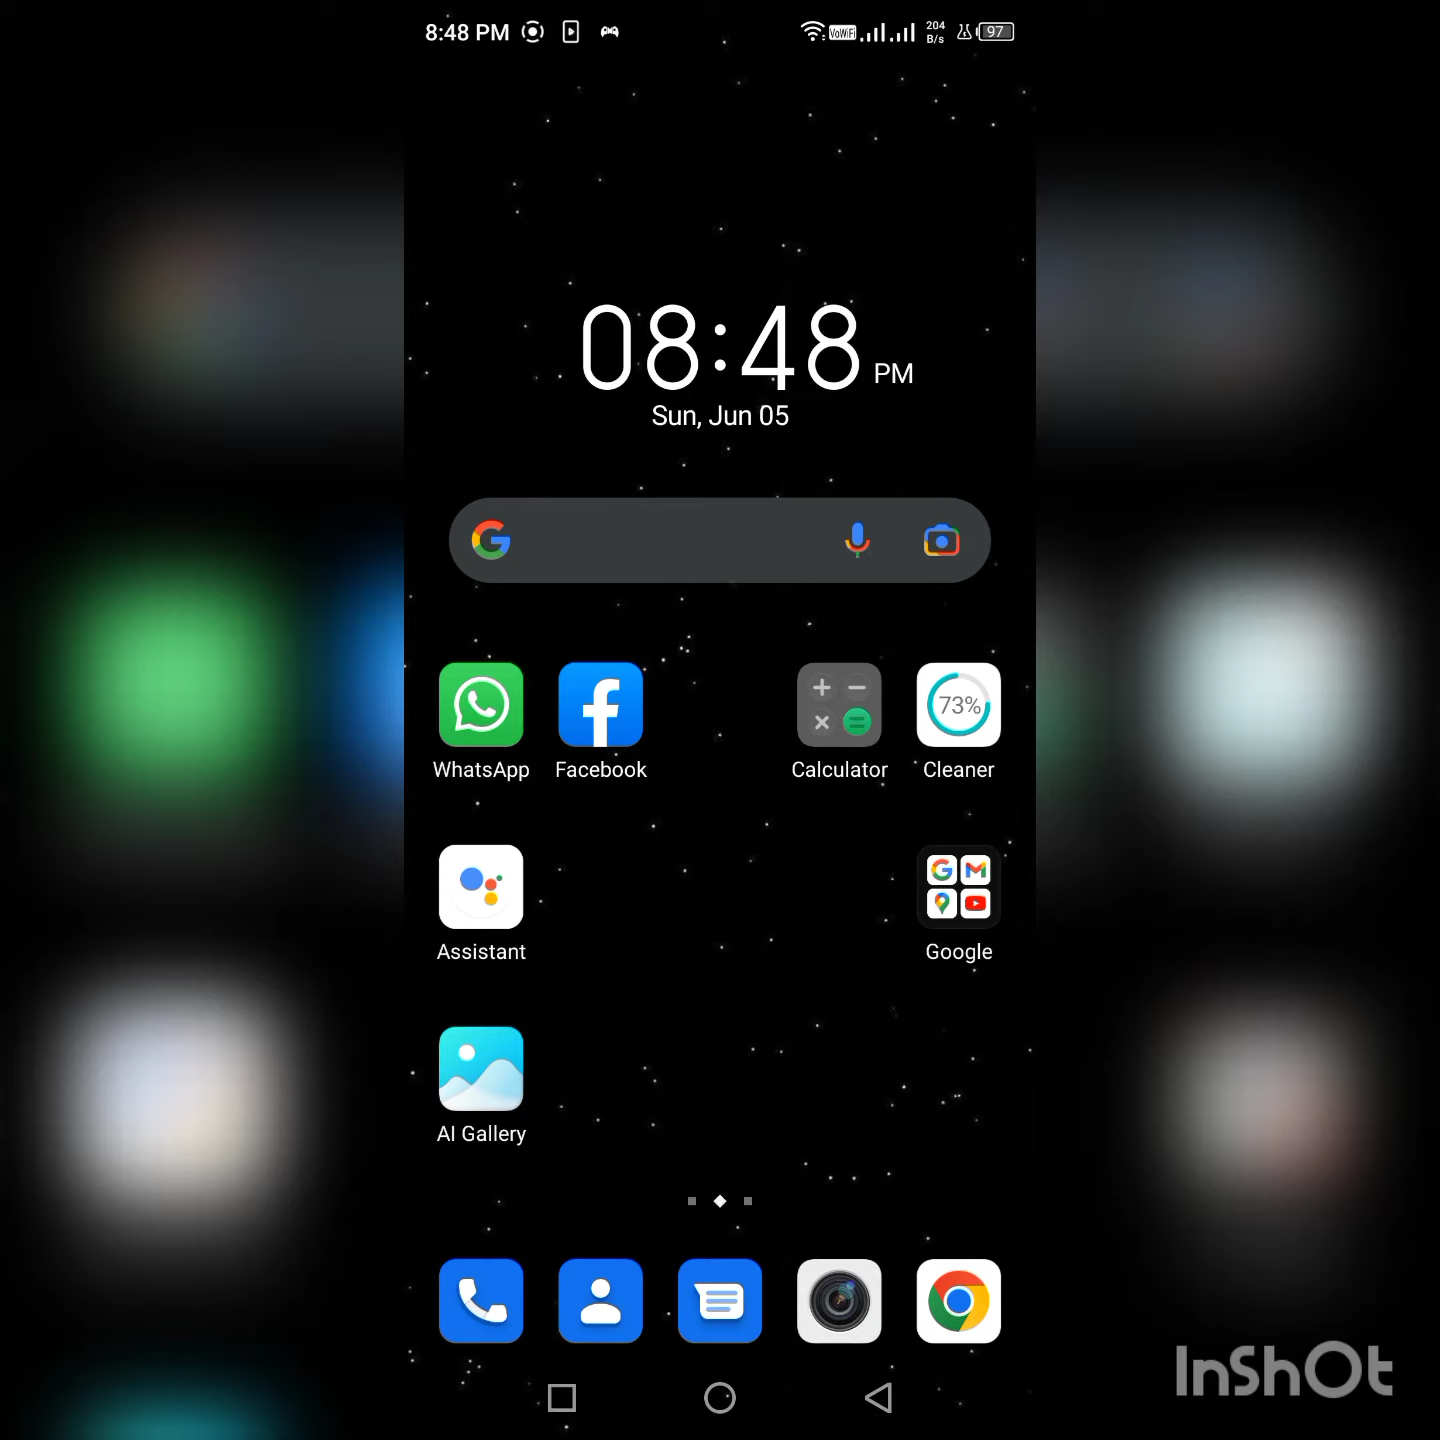 8:48 PM
VoWiFi
204
B/s
97
08:48 PM
Sun, Jun 05
73%
WhatsApp
Facebook
Calculator
Cleaner
Assistant
Google
AI Gallery
InShOt